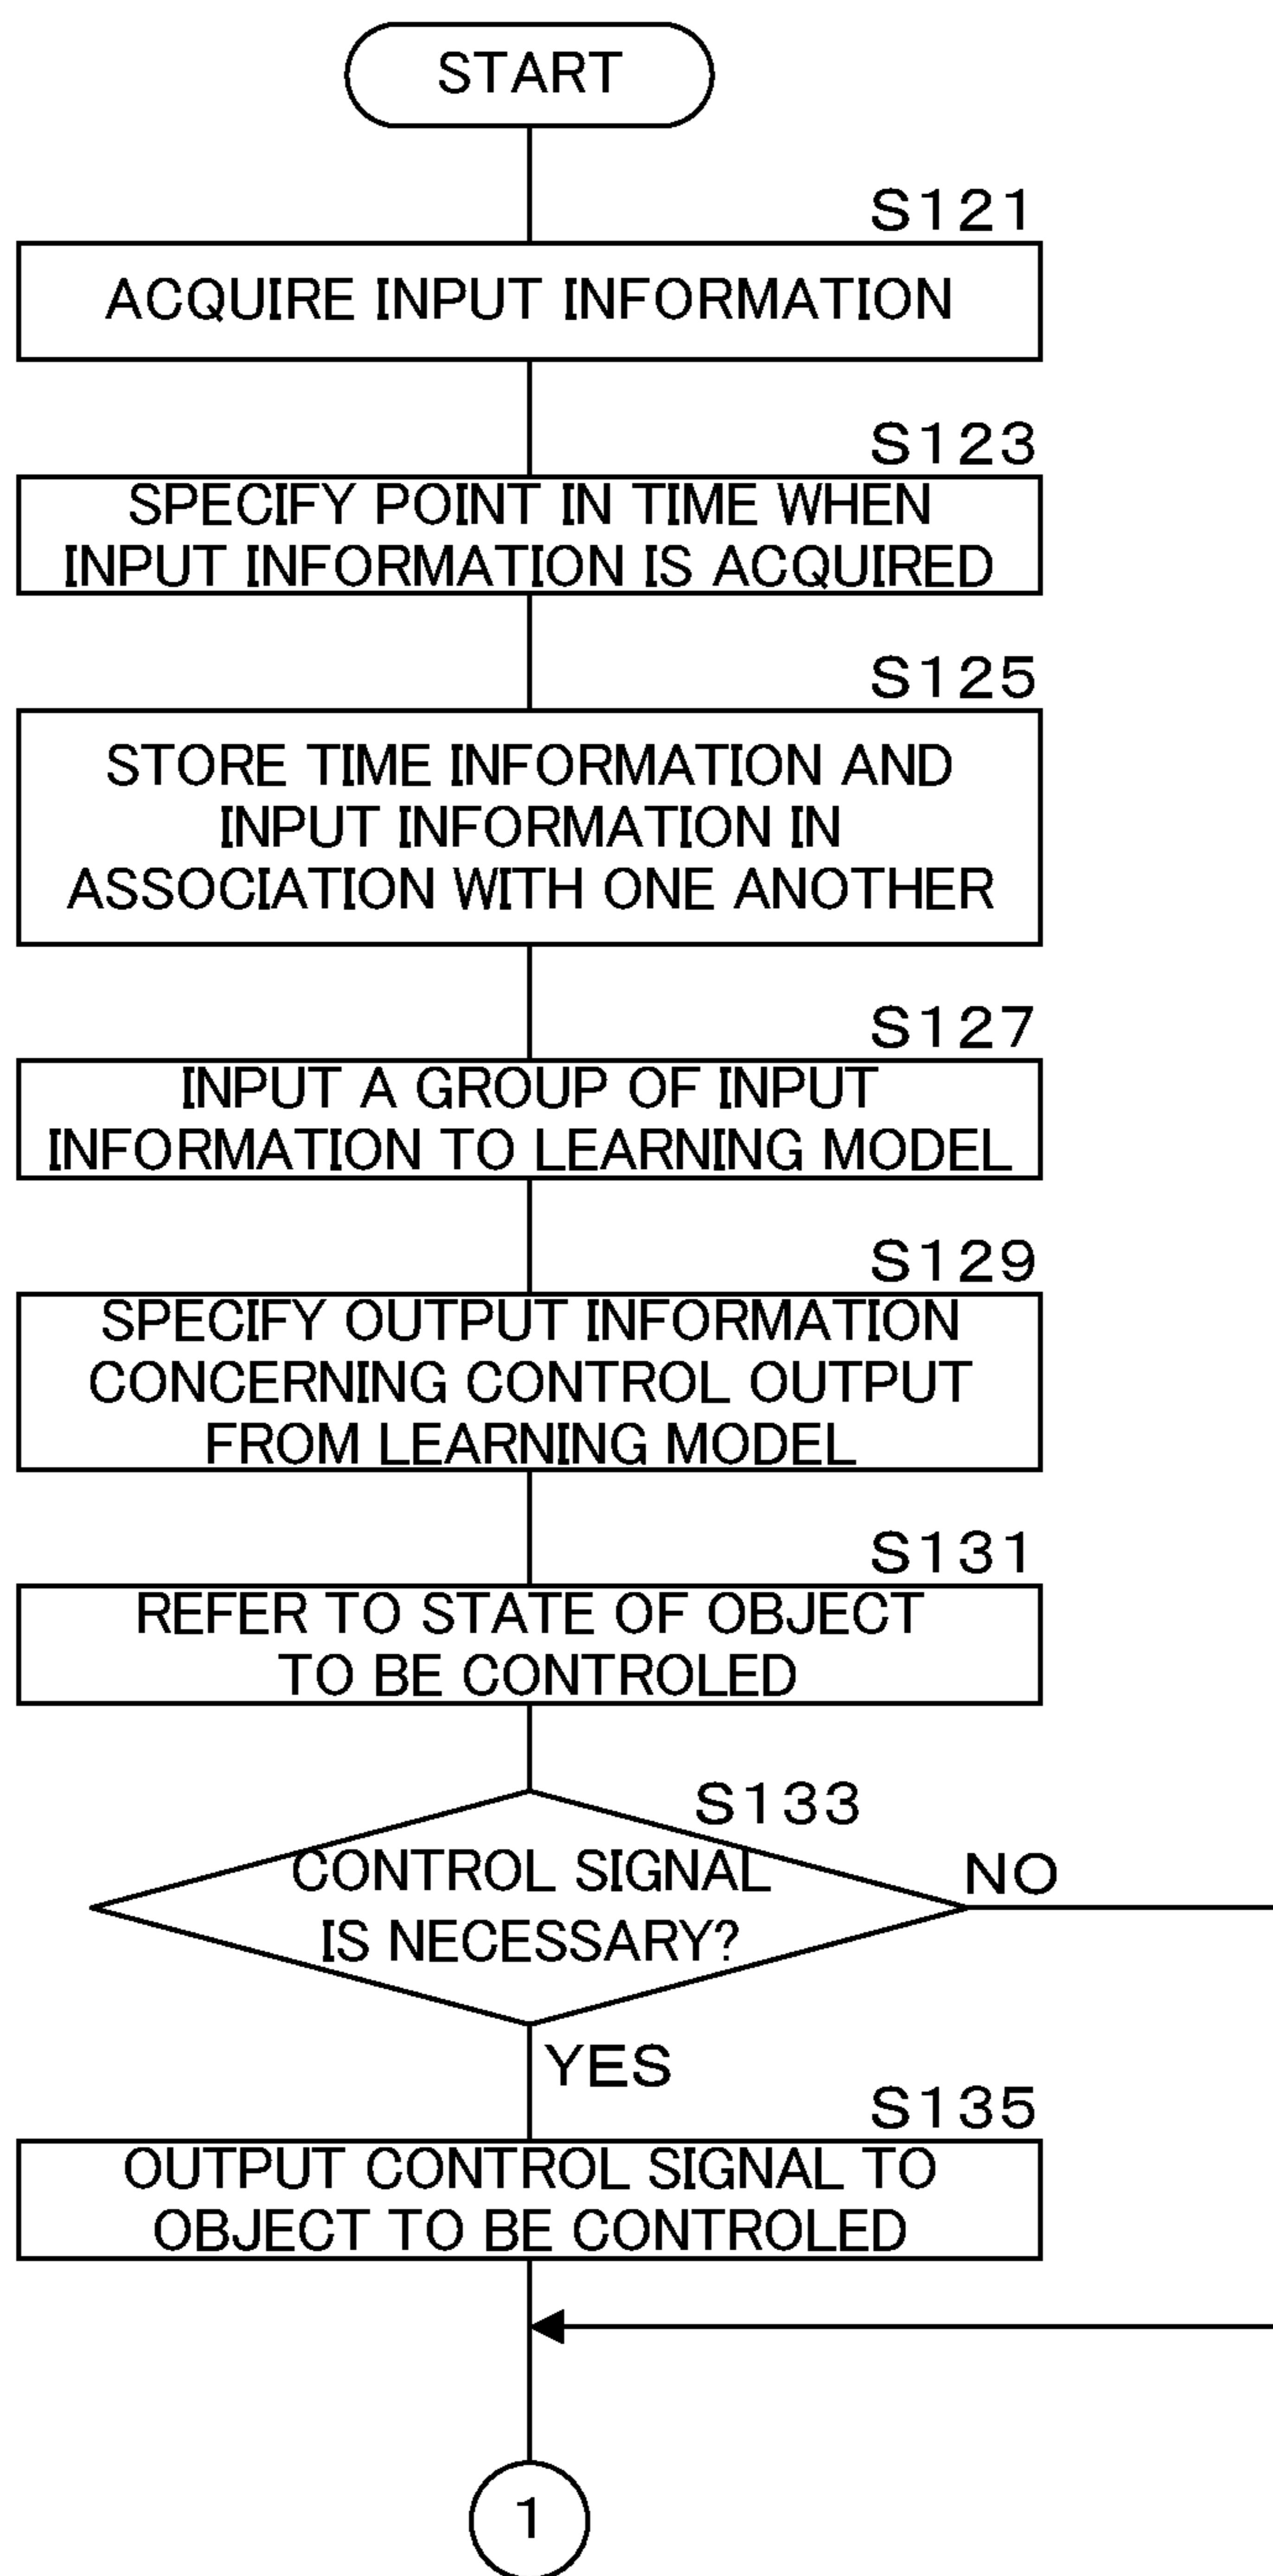 START
S121
ACQUIRE INPUT INFORMATION
S123
SPECIFY POINT IN TIME WHEN
INPUT INFORMATION IS ACQUIRED
S125
STORE TIME INFORMATION AND
INPUT INFORMATION IN
ASSOCIATION WITH ONE ANOTHER
S127
INPUT A GROUP OF INPUT
INFORMATION TO LEARNING MODEL
S129
SPECIFY OUTPUT INFORMATION
CONCERNING CONTROL OUTPUT
FROM LEARNING MODEL
S131
REFER TO STATE OF OBJECT
TO BE CONTROLED
S133
CONTROL SIGNAL
IS NECESSARY?
NO
YES
S135
OUTPUT CONTROL SIGNAL TO
OBJECT TO BE CONTROLED
1